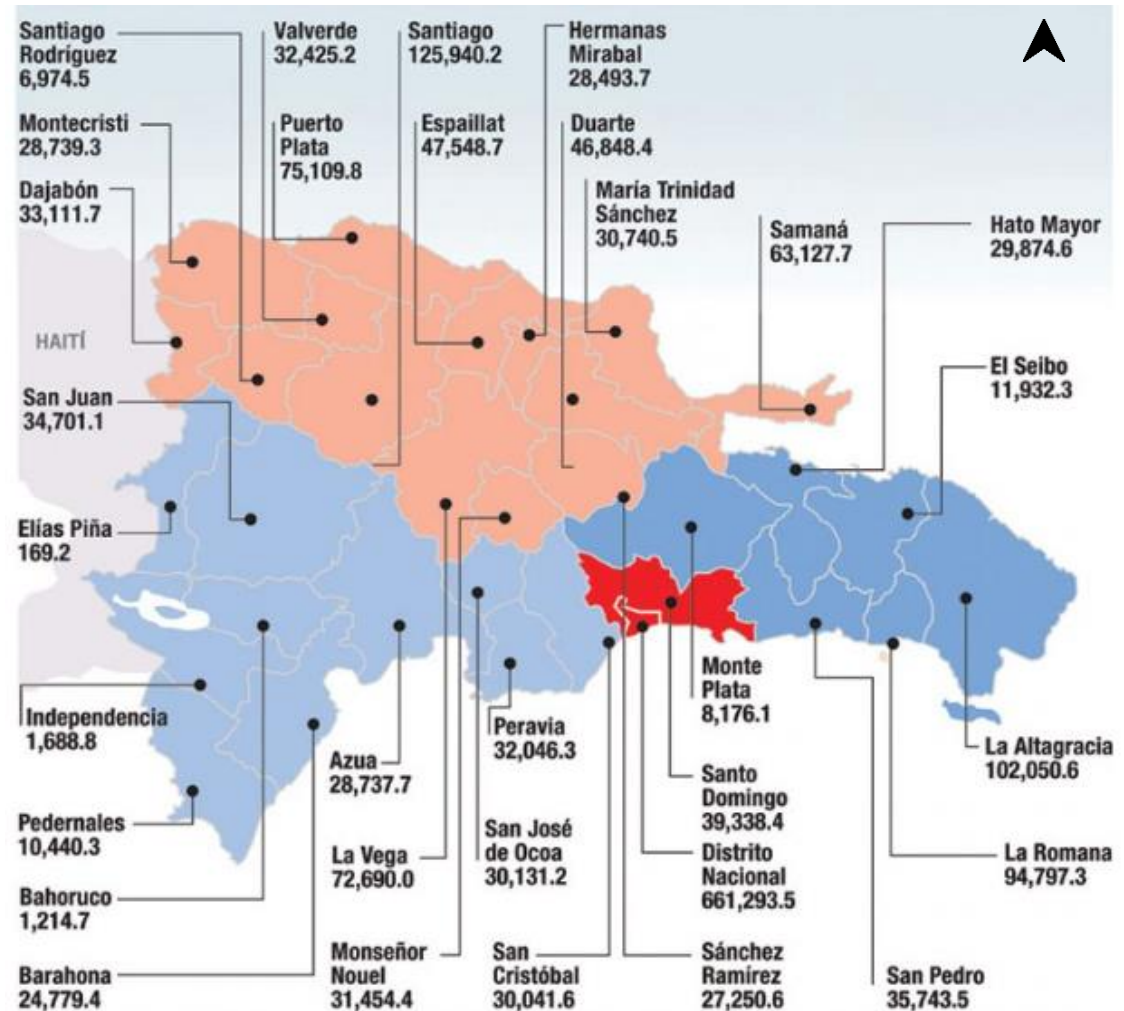 Santiago
Rodríguez
6,974.5
Valverde
32,425.2
Santiago
125,940.2
Hermanas
Mirabal
28,493.7
Montecristi
28,739.3
Puerto
Plata
75,109.8
Espaillat
47,548.7
Duarte
46,848.4
Dajabón
33,111.7
María Trinidad
Sánchez
30,740.5
Samaná
63,127.7
Hato Mayor
29,874.6
HAITÍ
San Juan
34,701.1
El Seibo
11,932.3
Elías Piña
169.2
Independencia
1,688.8
Peravia
32,046.3
Monte
Plata
8,176.1
La Altagracia
102,050.6
Azua
28,737.7
Santo
Domingo
39,338.4
Pedernales
10,440.3
La Vega
72,690.0
San José
de Ocoa
30,131.2
Distrito
Nacional
661,293.5
La Romana
94,797.3
Bahoruco
1,214.7
Barahona
24,779.4
Monseñor
Nouel
31,454.4
San
Cristóbal
30,041.6
Sánchez
Ramírez
27,250.6
San Pedro
35,743.5